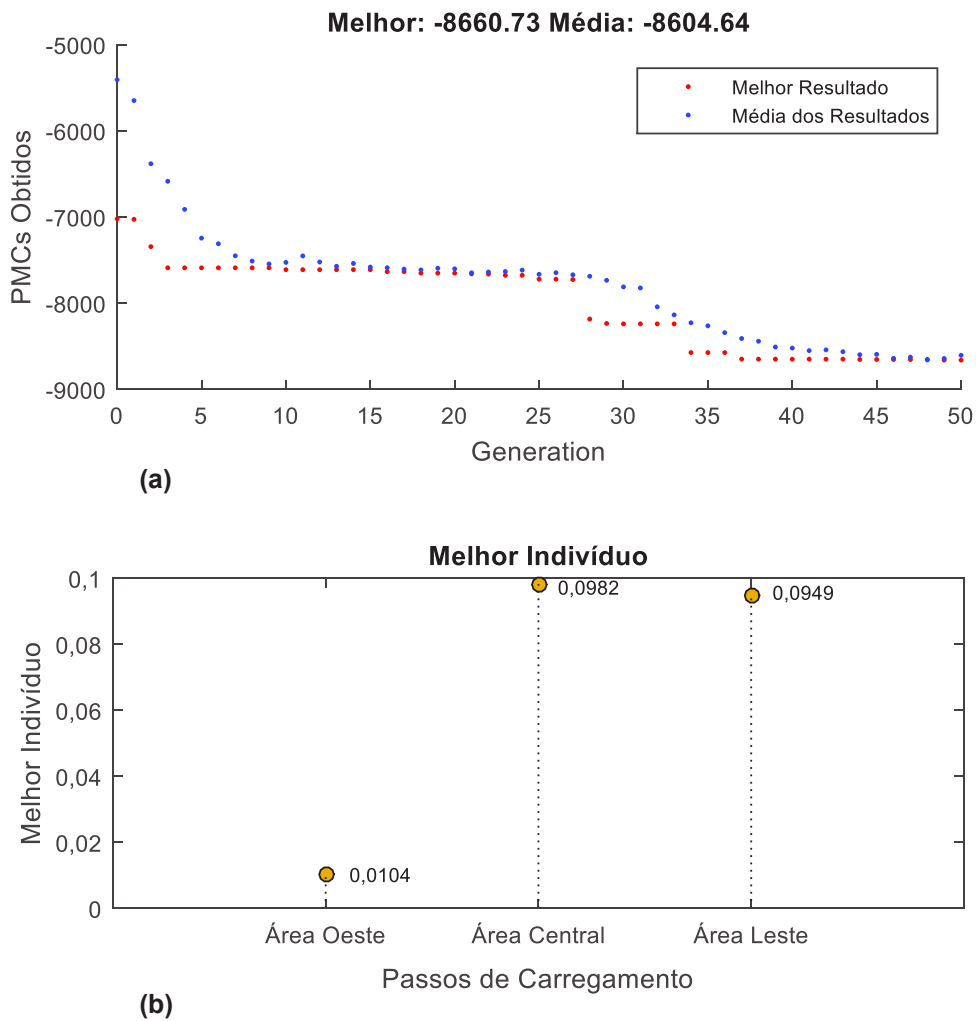 Melhor: -8660.73 Média: -8604.64
-5000
-6000
-7000
-8000
-9000
PMCs Obtidos
Melhor Resultado
Média dos Resultados
0 5 10 15 20 25 30 35 40 45 50
Generation
(a)
Melhor Indivíduo
0,1
0,08
0,06
0,04
0,02
0
Melhor Indivíduo
0,0104
0,0982
0,0949
Área Oeste Área Central Área Leste
Passos de Carregamento
(b)